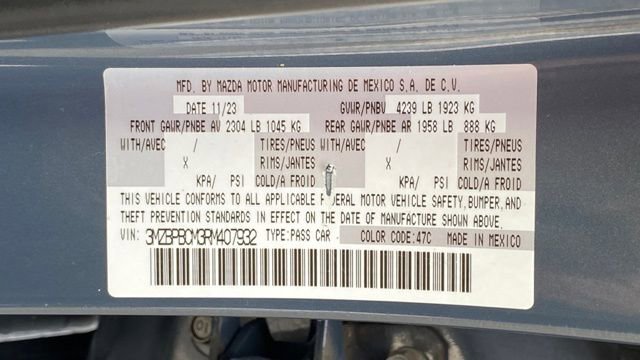 MFD. BY MAZDA MOTOR MANUFACTURING DE MEXICO S.A. DE C.V.
DATE 11/23 GVWR/PNBV 4239 LB 1923 KG
FRONT GAWR/PNBE AV 2304 LB 1045 KG REAR GAWR/PNBE AR 1958 LB 888 KG
WITH/AVEC / TIRES/PNEUS WITH/AVEC / TIRES/PNEUS
X RIMS/JANTES X RIMS/JANTES
KPA/ PSI COLD/A FROID KPA/ PSI COLD/A FROID
THIS VEHICLE CONFORMS TO ALL APPLICABLE F DERAL MOTOR VEHICLE SAFETY, BUMPER, AND
THEFT PREVENTION STANDARDS IN EFFECT ON THE DATE OF MANUFACTURE SHOWN ABOVE.
VIN: 3MZBPBCM3RM407932 TYPE:PASS CAR COLOR CODE:47C MADE IN MEXICO